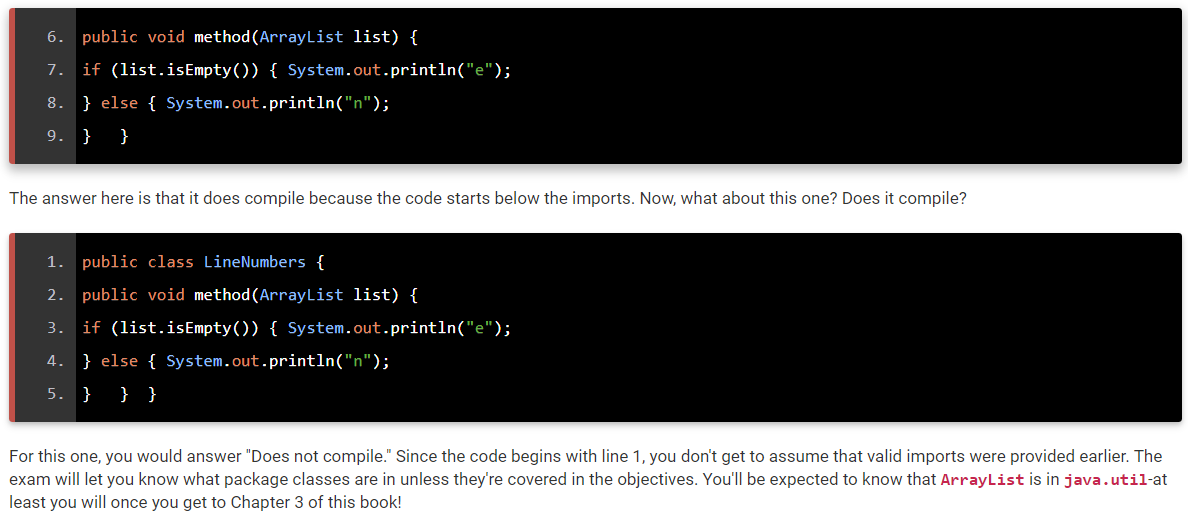 6. public void method(ArrayList list) {
7. if (list.isEmpty()) { System.out.println("e");
8. } else { System.out.println("n");
9. }   }
The answer here is that it does compile because the code starts below the imports. Now, what about this one? Does it compile?
1. public class LineNumbers {
2. public void method(ArrayList list) {
3. if (list.isEmpty()) { System.out.println("e");
4. } else { System.out.println("n");
5. }   }  }
For this one, you would answer "Does not compile." Since the code begins with line 1, you don't get to assume that valid imports were provided earlier. The
exam will let you know what package classes are in unless they're covered in the objectives. You'll be expected to know that ArrayList is in java.util-at
least you will once you get to Chapter 3 of this book!